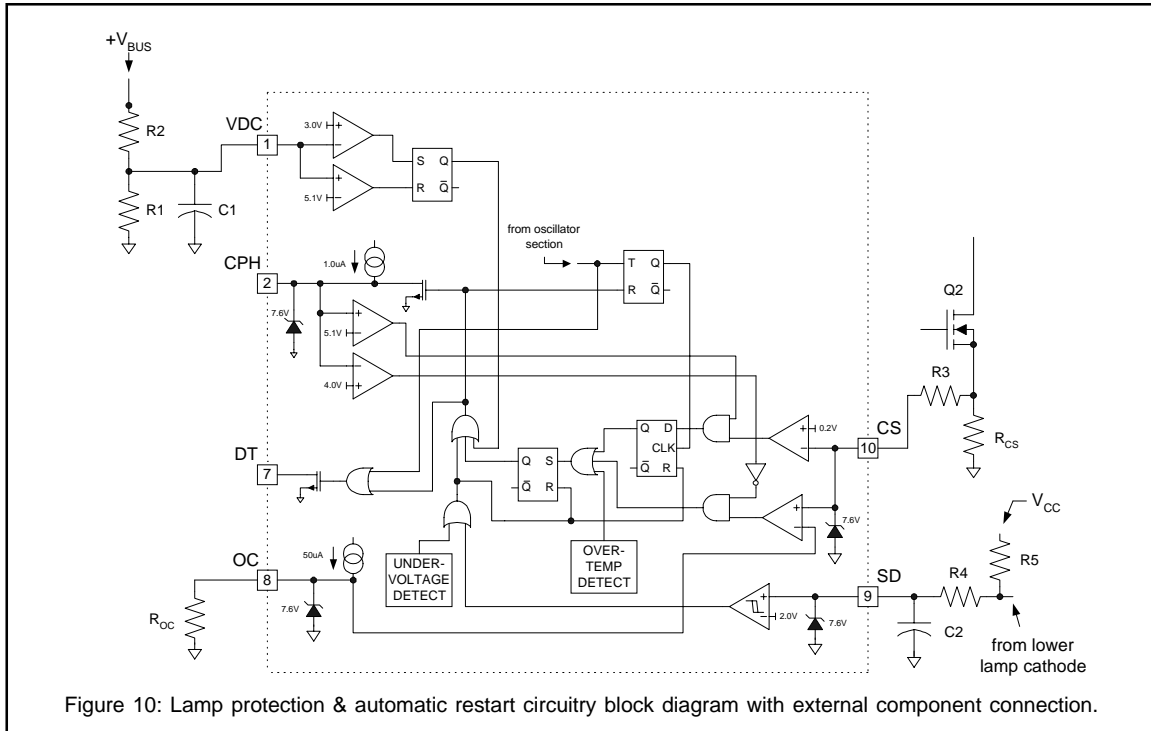 +VBUS
R2
R1
C1
VDC
1
3.0V
+
−
+
5.1V
−
S Q
R Q̅
from oscillator
section
T Q
R Q̅
CPH
2
1.0uA
7.6V
+
5.1V
−
−
4.0V
+
Q2
R3
RCS
CS
10
+
0.2V
−
Q D
CLK
Q̅ R
Q S
Q̅ R
DT
7
+
−
7.6V
VCC
R5
OC
8
50uA
7.6V
ROC
UNDER-
VOLTAGE
DETECT
OVER-
TEMP
DETECT
SD
9
R4
C2
+
−
2.0V
7.6V
from lower
lamp cathode
Figure 10: Lamp protection & automatic restart circuitry block diagram with external component connection.